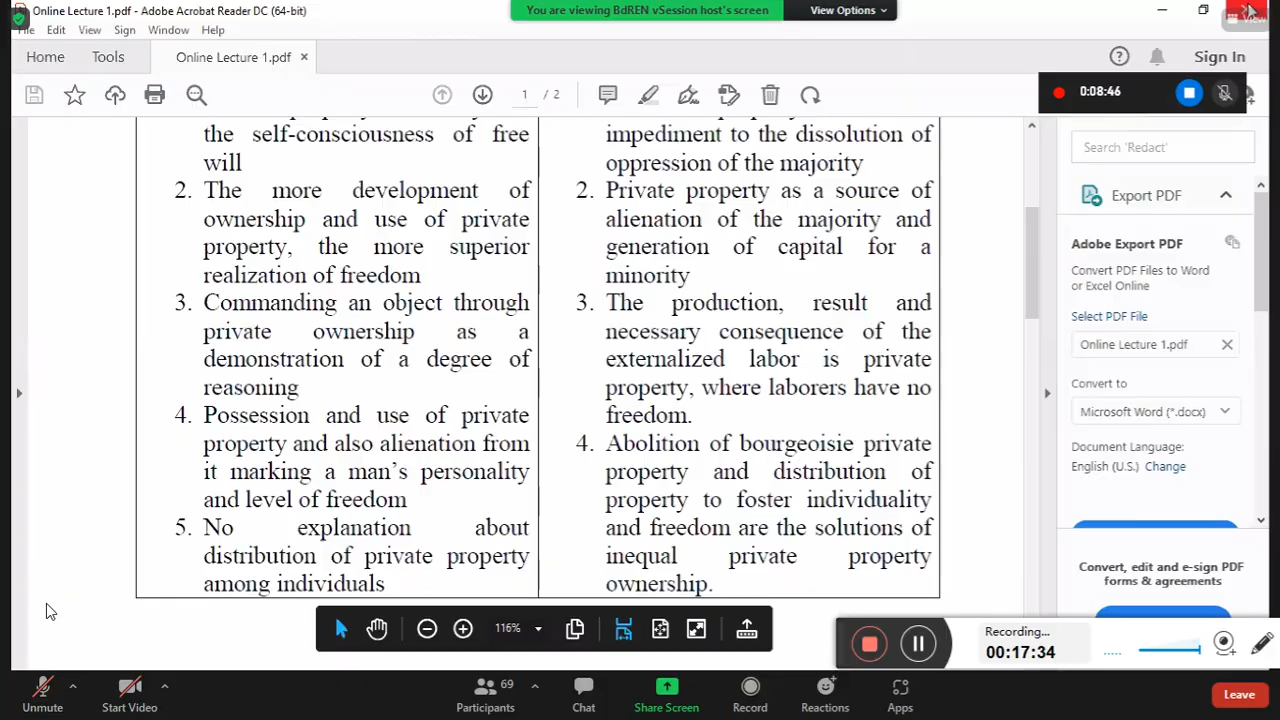 Online Lecture 1.pdf - Adobe Acrobat Reader DC (64-bit)
You are viewing BdREN vSession host's screen
View Options
View
File Edit View Sign Window Help
Home Tools Online Lecture 1.pdf ×
Sign In
1 / 2
0:08:46
the self-consciousness of free
will
2. The more development of
ownership and use of private
property, the more superior
realization of freedom
3. Commanding an object through
private ownership as a
demonstration of a degree of
reasoning
4. Possession and use of private
property and also alienation from
it marking a man's personality
and level of freedom
5. No explanation about
distribution of private property
among individuals
impediment to the dissolution of
oppression of the majority
2. Private property as a source of
alienation of the majority and
generation of capital for a
minority
3. The production, result and
necessary consequence of the
externalized labor is private
property, where laborers have no
freedom.
4. Abolition of bourgeoisie private
property and distribution of
property to foster individuality
and freedom are the solutions of
inequal private property
ownership.
Search 'Redact'
Export PDF
Adobe Export PDF
Convert PDF Files to Word
or Excel Online
Select PDF File
Online Lecture 1.pdf
Convert to
Microsoft Word (*.docx)
Document Language:
English (U.S.) Change
Convert, edit and e-sign PDF
forms & agreements
116%
Recording...
00:17:34
Unmute
Start Video
69
Participants
Chat
Share Screen
Record
Reactions
Apps
Leave